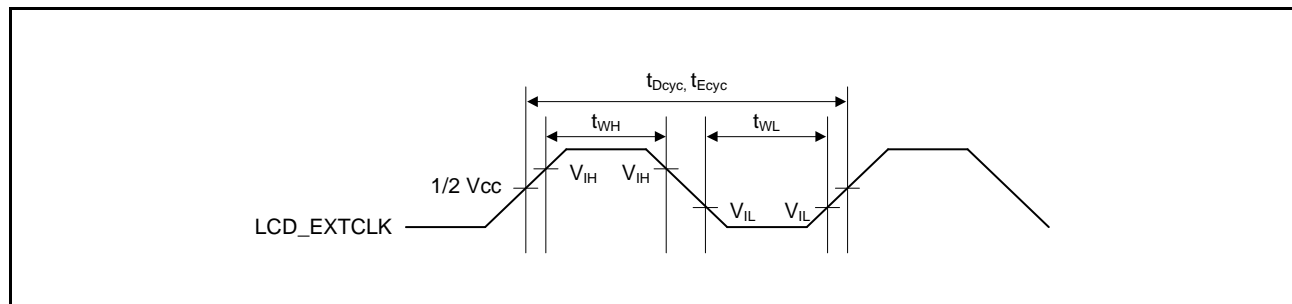 tDcyc, tEcyc
tWH
tWL
1/2 Vcc
VIH
VIH
VIL
VIL
LCD_EXTCLK